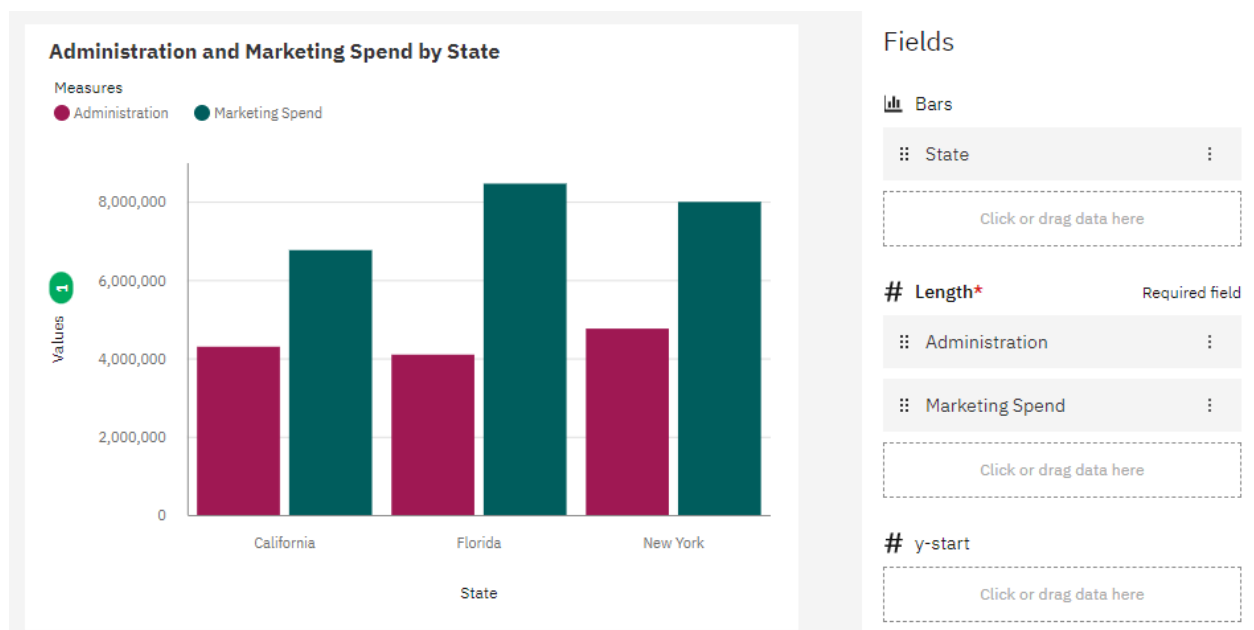 Administration and Marketing Spend by State
Measures
Administration
Marketing Spend
8,000,000
6,000,000
4,000,000
2,000,000
0
Values
1
California
Florida
New York
State
Fields
Bars
State
Click or drag data here
# Length*
Required field
Administration
Marketing Spend
Click or drag data here
# y-start
Click or drag data here